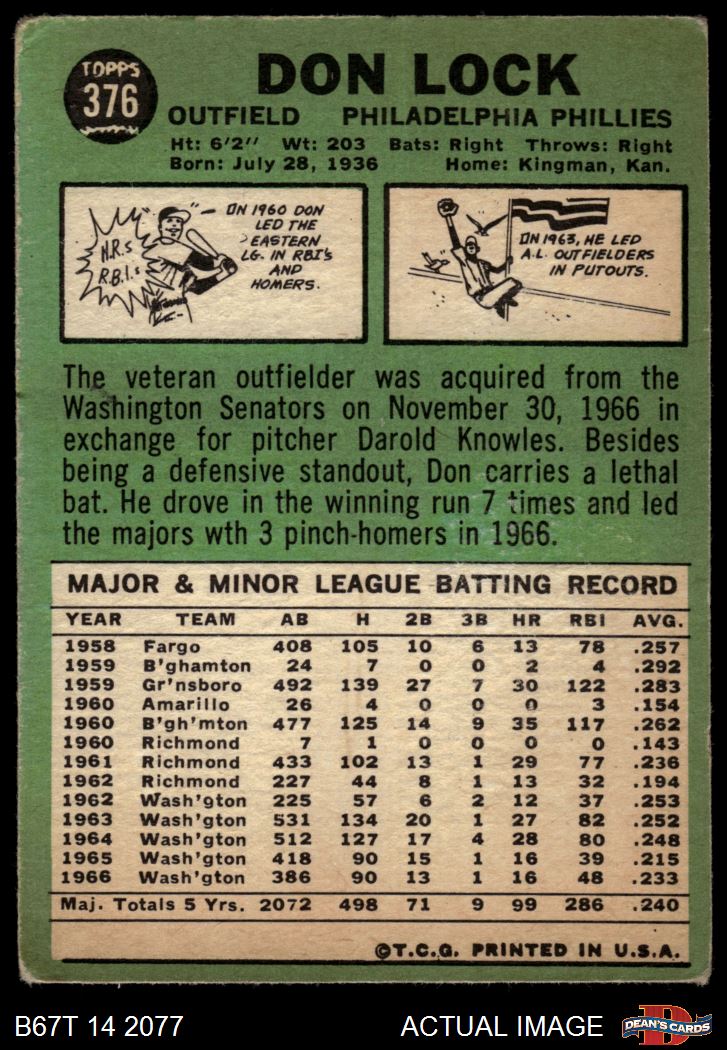 TOPPS
376
DON LOCK
OUTFIELD PHILADELPHIA PHILLIES
Ht: 6'2" Wt: 203 Bats: Right Throws: Right
Born: July 28, 1936 Home: Kingman, Kan.
H.R.s
R.B.I.s
ON 1960 DON
LED THE
EASTERN
LG. IN RBI'S
AND
HOMERS.
ON 1963, HE LED
A.L. OUTFIELDERS
IN PUTOUTS.
The veteran outfielder was acquired from the
Washington Senators on November 30, 1966 in
exchange for pitcher Darold Knowles. Besides
being a defensive standout, Don carries a lethal
bat. He drove in the winning run 7 times and led
the majors wth 3 pinch-homers in 1966.
MAJOR & MINOR LEAGUE BATTING RECORD
YEAR TEAM AB H 2B 3B HR RBI AVG.
1958 Fargo 408 105 10 6 13 78 .257
1959 B'ghamton 24 7 0 0 2 4 .292
1959 Gr'nsboro 492 139 27 7 30 122 .283
1960 Amarillo 26 4 0 0 0 3 .154
1960 B'gh'mton 477 125 14 9 35 117 .262
1960 Richmond 7 1 0 0 0 0 .143
1961 Richmond 433 102 13 1 29 77 .236
1962 Richmond 227 44 8 1 13 32 .194
1962 Wash'gton 225 57 6 2 12 37 .253
1963 Wash'gton 531 134 20 1 27 82 .252
1964 Wash'gton 512 127 17 4 28 80 .248
1965 Wash'gton 418 90 15 1 16 39 .215
1966 Wash'gton 386 90 13 1 16 48 .233
Maj. Totals 5 Yrs. 2072 498 71 9 99 286 .240
©T.C.G. PRINTED IN U.S.A.
B67T 14 2077 ACTUAL IMAGE
D
DEAN'S CARDS